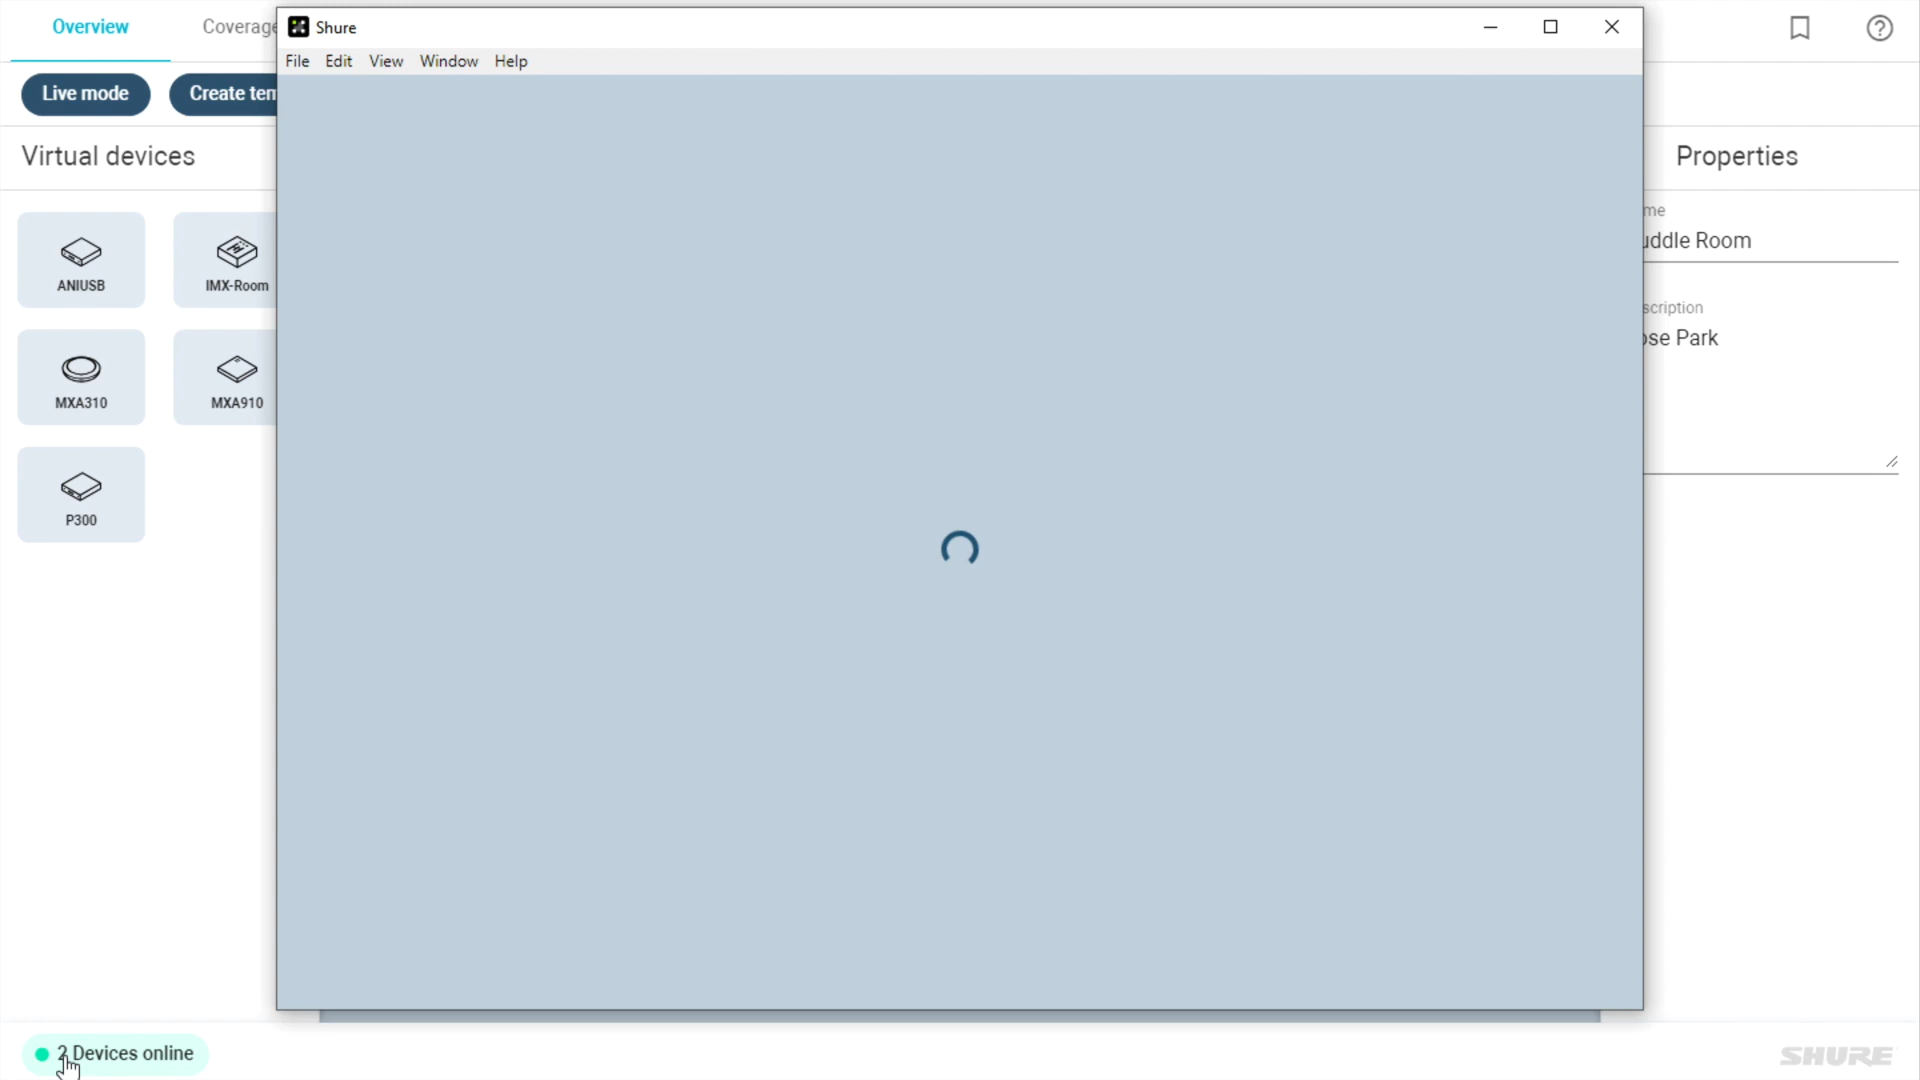 Overview
Coverage
Shure
File Edit View Window Help
Live mode
Create tem
Virtual devices
Properties
ANIUSB
IMX-Room
MXA310
MXA910
P300
me
uddle Room
scription
ose Park
2 Devices online
SHURE